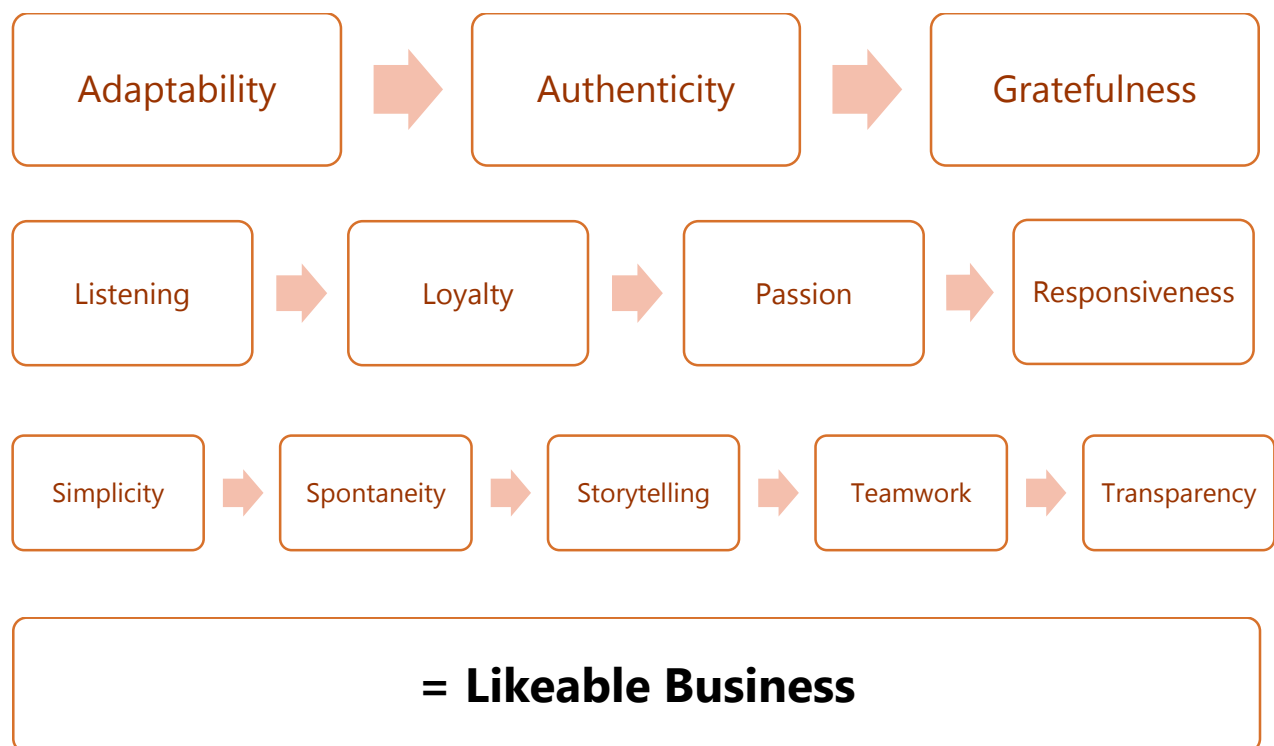 Adaptability
Authenticity
Gratefulness
Listening
Loyalty
Passion
Responsiveness
Simplicity
Spontaneity
Storytelling
Teamwork
Transparency
= Likeable Business